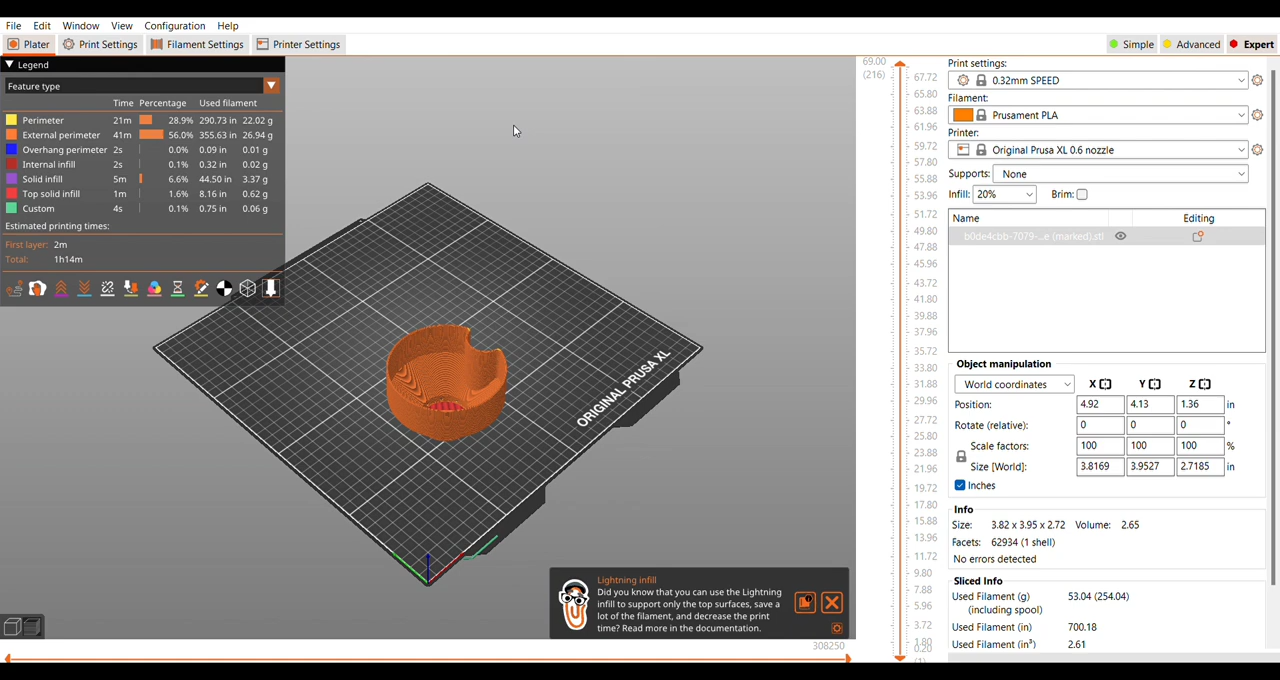 File Edit Window View Configuration Help
Plater Print Settings Filament Settings Printer Settings Simple Advanced Expert
Legend
Feature type
Time Percentage Used filament
Perimeter 21m 28.9% 290.73 in 22.02 g
External perimeter 41m 56.0% 355.63 in 26.94 g
Overhang perimeter 2s 0.0% 0.09 in 0.01 g
Internal infill 2s 0.1% 0.32 in 0.02 g
Solid infill 5m 6.6% 44.50 in 3.37 g
Top solid infill 1m 1.6% 8.16 in 0.62 g
Custom 4s 0.1% 0.75 in 0.06 g
Estimated printing times:
First layer: 2m
Total: 1h14m
ORIGINAL PRUSA XL
Lightning infill
Did you know that you can use the Lightning
infill to support only the top surfaces, save a
lot of the filament, and decrease the print
time? Read more in the documentation.
308250
69.00
(216)
67.72
65.80
63.88
61.96
59.72
57.80
55.88
53.96
51.72
49.80
47.88
45.96
43.72
41.80
39.88
37.96
35.72
33.80
31.88
29.96
27.72
25.80
23.88
21.96
19.72
17.80
15.88
13.96
11.72
9.80
7.88
5.96
3.72
1.80
0.20
(1)
Print settings:
0.32mm SPEED
Filament:
Prusament PLA
Printer:
Original Prusa XL 0.6 nozzle
Supports: None
Infill: 20% Brim:
Name Editing
b0de4cbb-7079-...e (marked).stl
Object manipulation
World coordinates X Y Z
Position: 4.92 4.13 1.36 in
Rotate (relative): 0 0 0 °
Scale factors: 100 100 100 %
Size [World]: 3.8169 3.9527 2.7185 in
Inches
Info
Size: 3.82 x 3.95 x 2.72 Volume: 2.65
Facets: 62934 (1 shell)
No errors detected
Sliced Info
Used Filament (g) 53.04 (254.04)
(including spool)
Used Filament (in) 700.18
Used Filament (in³) 2.61